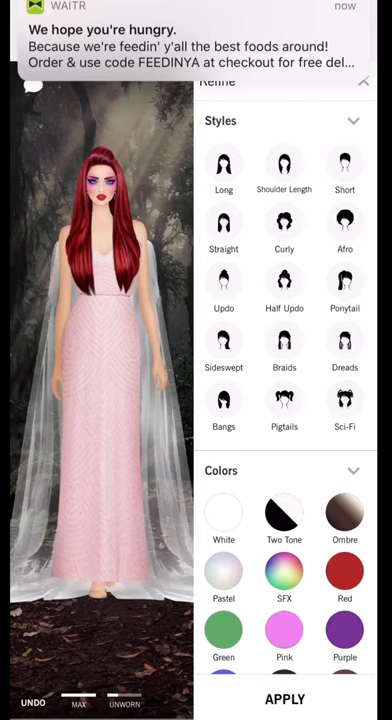 WAITR
now
We hope you're hungry.
Because we're feedin' y'all the best foods around!
Order & use code FEEDINYA at checkout for free del…
Refine
Styles
Long
Shoulder Length
Short
Straight
Curly
Afro
Updo
Half Updo
Ponytail
Sideswept
Braids
Dreads
Bangs
Pigtails
Sci-Fi
Colors
White
Two Tone
Ombre
Pastel
SFX
Red
Green
Pink
Purple
UNDO
MAX
UNWORN
APPLY